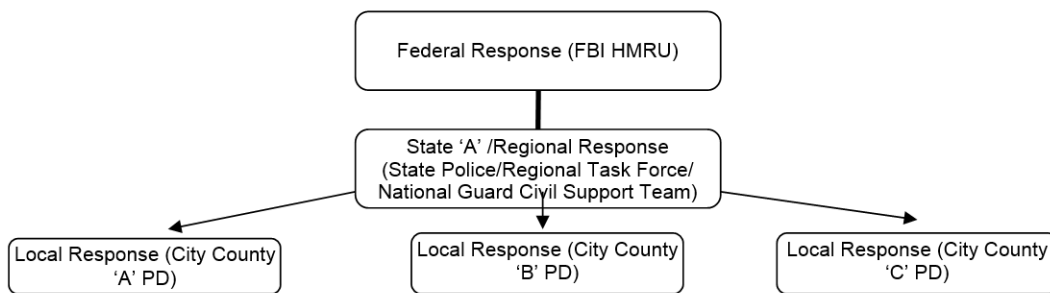 Federal Response (FBI HMRU)
State ‘A’ /Regional Response
(State Police/Regional Task Force/
National Guard Civil Support Team)
Local Response (City County
‘A’ PD)
Local Response (City County
‘B’ PD)
Local Response (City County
‘C’ PD)